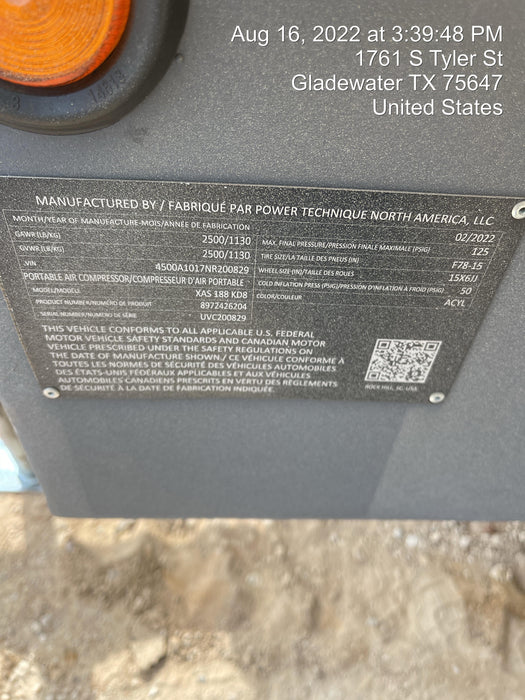 Aug 16, 2022 at 3:39:48 PM
1761 S Tyler St
Gladewater TX 75647
United States
MANUFACTURED BY / FABRIQUÉ PAR POWER TECHNIQUE NORTH AMERICA, LLC
MONTH/YEAR OF MANUFACTURE-MOIS/ANNÉE DE FABRICATION 02/2022
GAWR (LB/KG) 2500/1130
GVWR (LB/KG) 2500/1130
VIN 4500A1017NR200829
PORTABLE AIR COMPRESSOR/COMPRESSEUR D'AIR PORTABLE
MODEL/MODÈLE XAS 188 KD8
PRODUCT NUMBER/NUMÉRO DE PRODUIT 8972426204
SERIAL NUMBER/NUMÉRO DE SÉRIE UVC200829
MAX. FINAL PRESSURE/PRESSION FINALE MAXIMALE (PSIG) 125
TIRE SIZE/LA TAILLE DES PNEUS (IN) F78-15
WHEEL SIZE (IN)/TAILLE DES ROUES 15X6JJ
COLD INFLATION PRESS (PSIG)/PRESSION D'INFLATION À FROID (PSIG) 50
COLOR/COULEUR ACYL
THIS VEHICLE CONFORMS TO ALL APPLICABLE U.S. FEDERAL
MOTOR VEHICLE SAFETY STANDARDS AND CANADIAN MOTOR
VEHICLE PRESCRIBED UNDER THE SAFETY REGULATIONS ON
THE DATE OF MANUFACTURE SHOWN / CE VÉHICULE CONFORME À
TOUTES LES NORMES DE SÉCURITÉ DES VÉHICULES AUTOMOBILES
DES ÉTATS-UNIS FÉDÉRAUX APPLICABLES ET AUX VÉHICULES
AUTOMOBILES CANADIENS PRESCRITS EN VERTU DES RÈGLEMENTS
DE SÉCURITÉ À LA DATE DE FABRICATION INDIQUÉE.
ROCK HILL, SC-USA